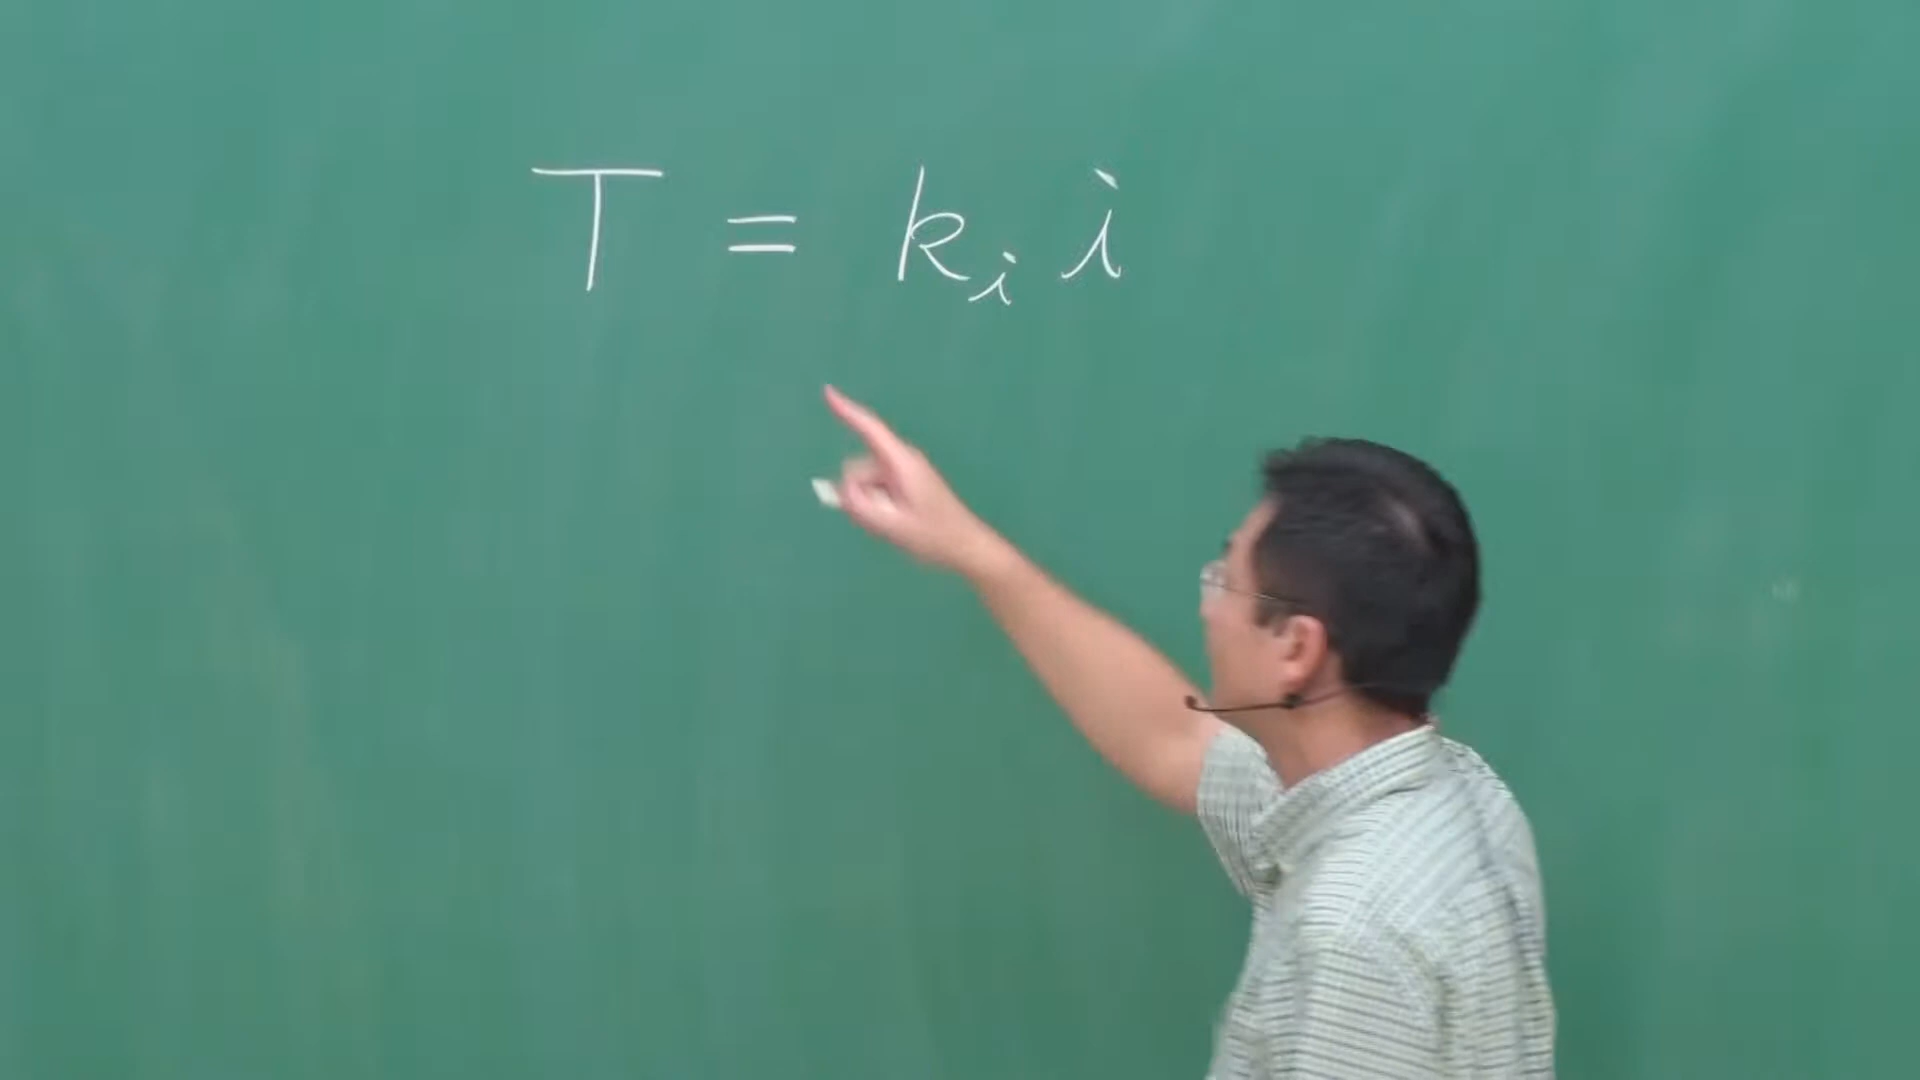 T = kᵢ i